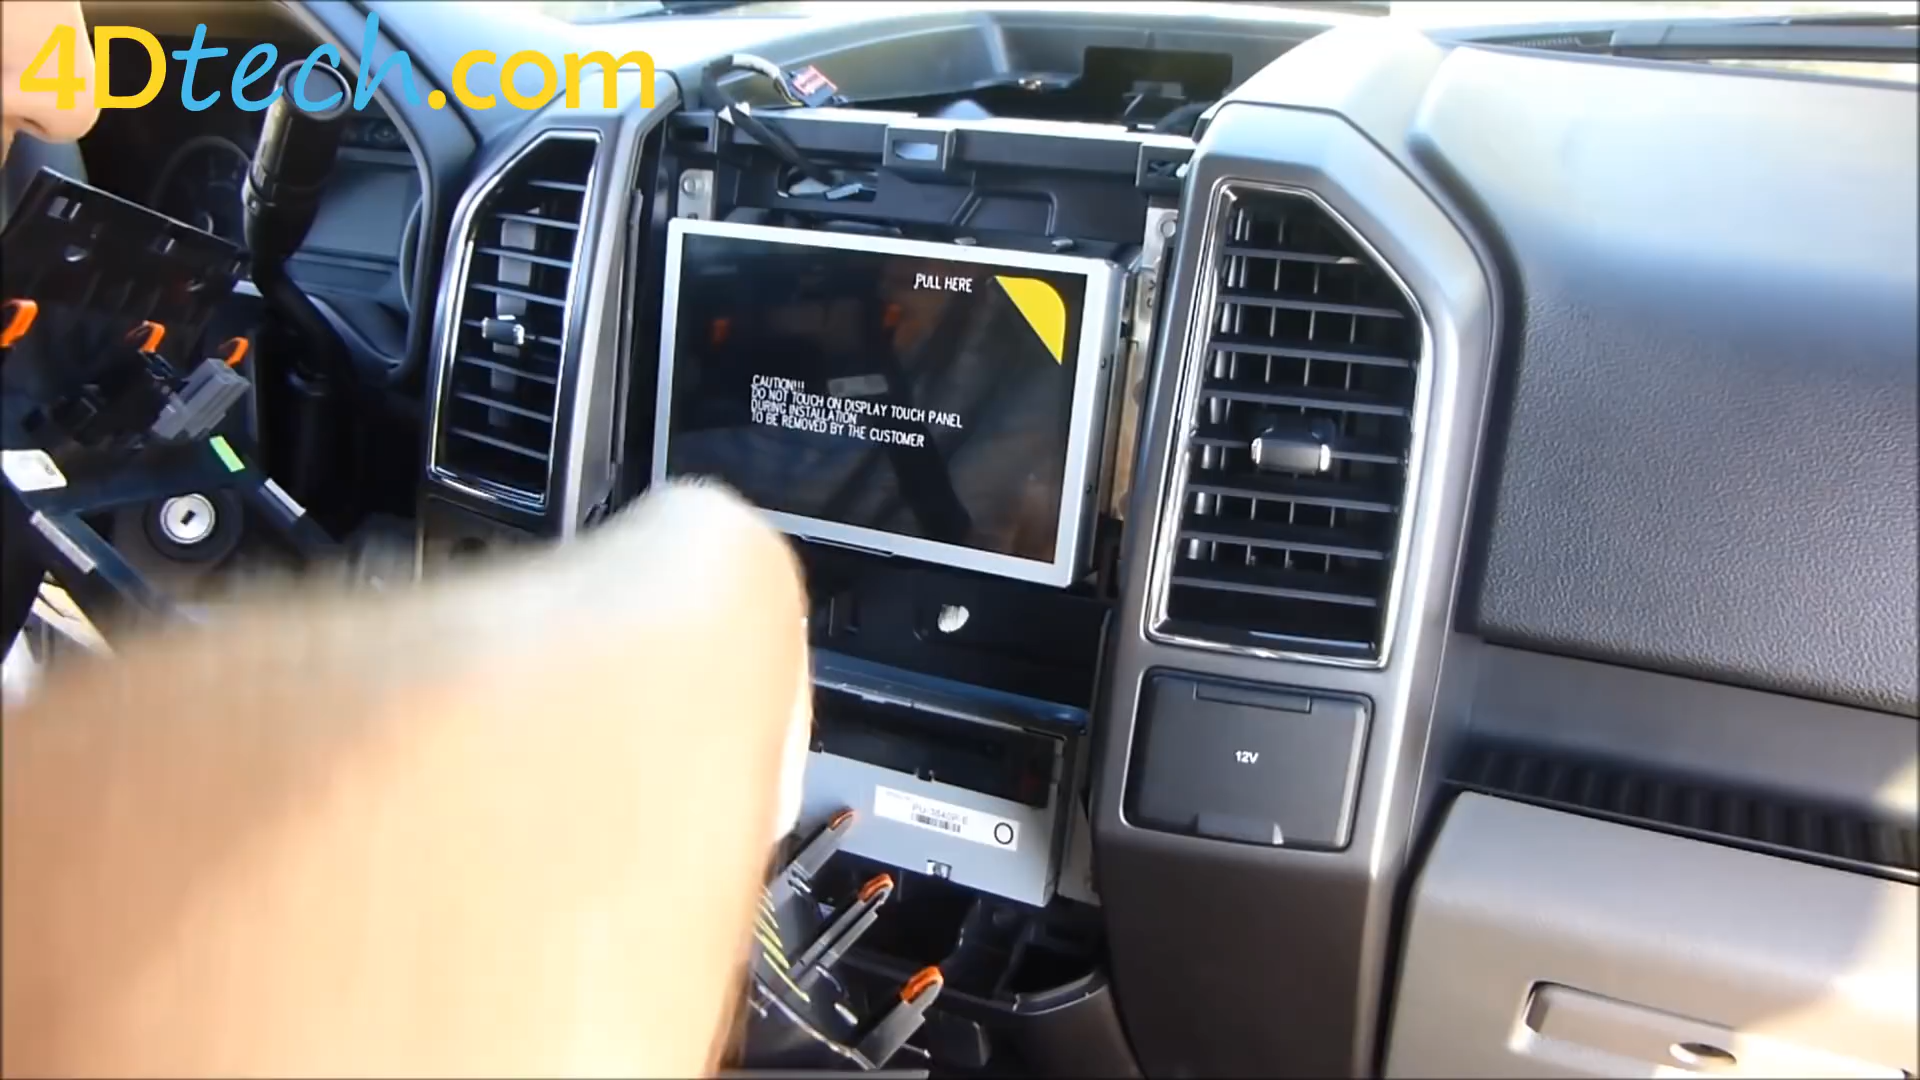 4Dtech.com
PULL HERE
CAUTION!!!
DO NOT TOUCH ON DISPLAY TOUCH PANEL
DURING INSTALLATION
TO BE REMOVED BY THE CUSTOMER
12V